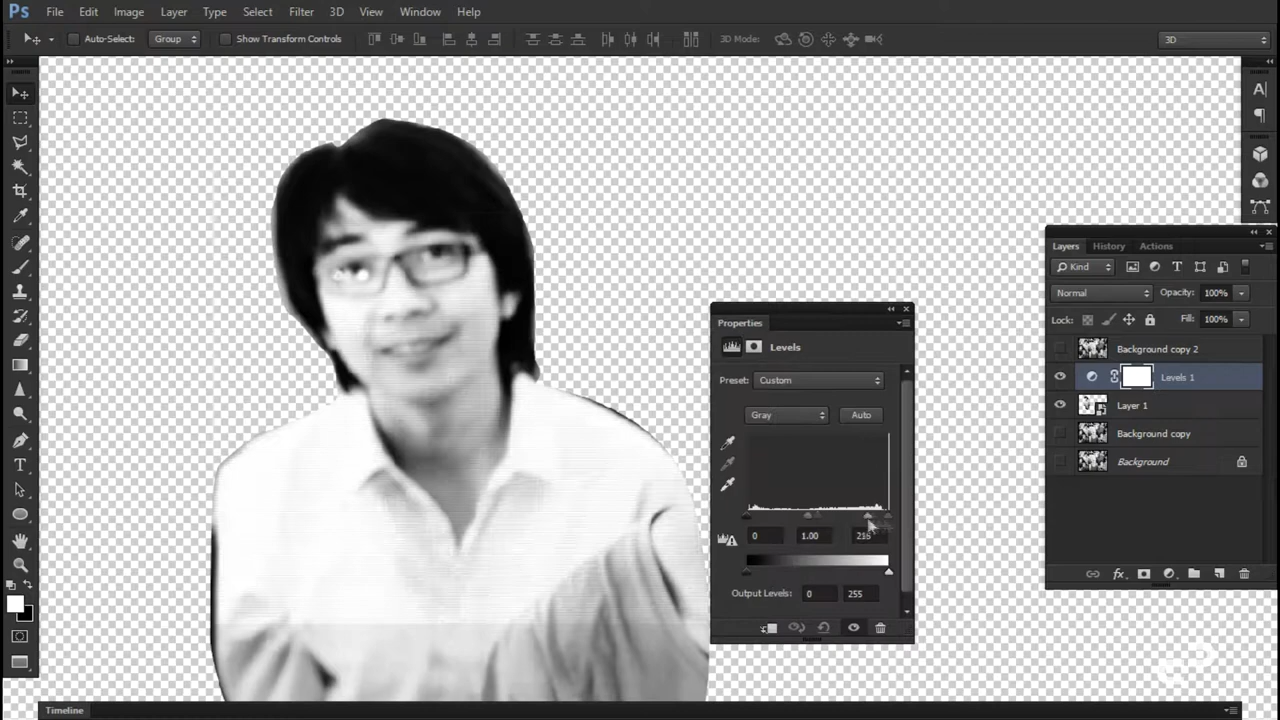 Ps File Edit Image Layer Type Select Filter 3D View Window Help
Auto-Select: Group Show Transform Controls 3D Mode: 3D
Layers History Actions
Kind
Normal Opacity: 100%
Lock: Fill: 100%
Background copy 2
Levels 1
Layer 1
Background copy
Background
Properties
Levels
Preset: Custom
Gray Auto
0 1.00 216
Output Levels: 0 255
Timeline